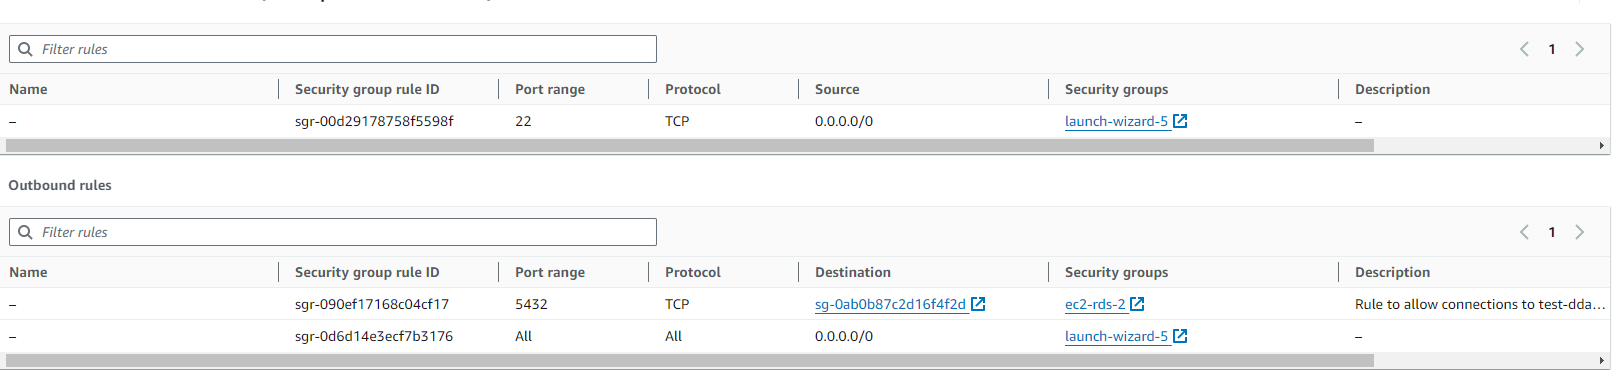 Filter rules
1
Name Security group rule ID Port range Protocol Source Security groups Description
– sgr-00d29178758f5598f 22 TCP 0.0.0.0/0 launch-wizard-5 –
Outbound rules
Filter rules
1
Name Security group rule ID Port range Protocol Destination Security groups Description
– sgr-090ef17168c04cf17 5432 TCP sg-0ab0b87c2d16f4f2d ec2-rds-2 Rule to allow connections to test-dda...
– sgr-0d6d14e3ecf7b3176 All All 0.0.0.0/0 launch-wizard-5 –